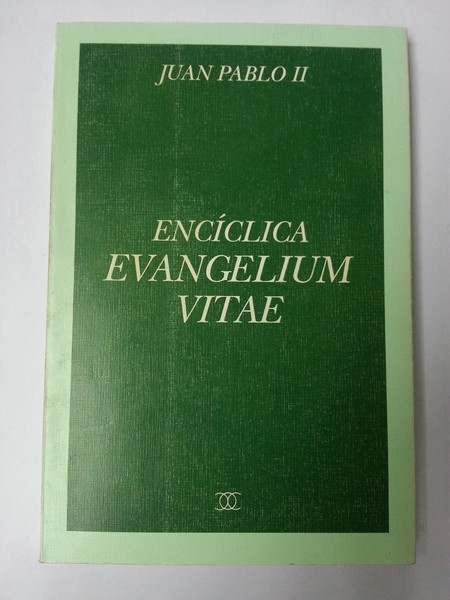 JUAN PABLO II
ENCÍCLICA
EVANGELIUM
VITAE